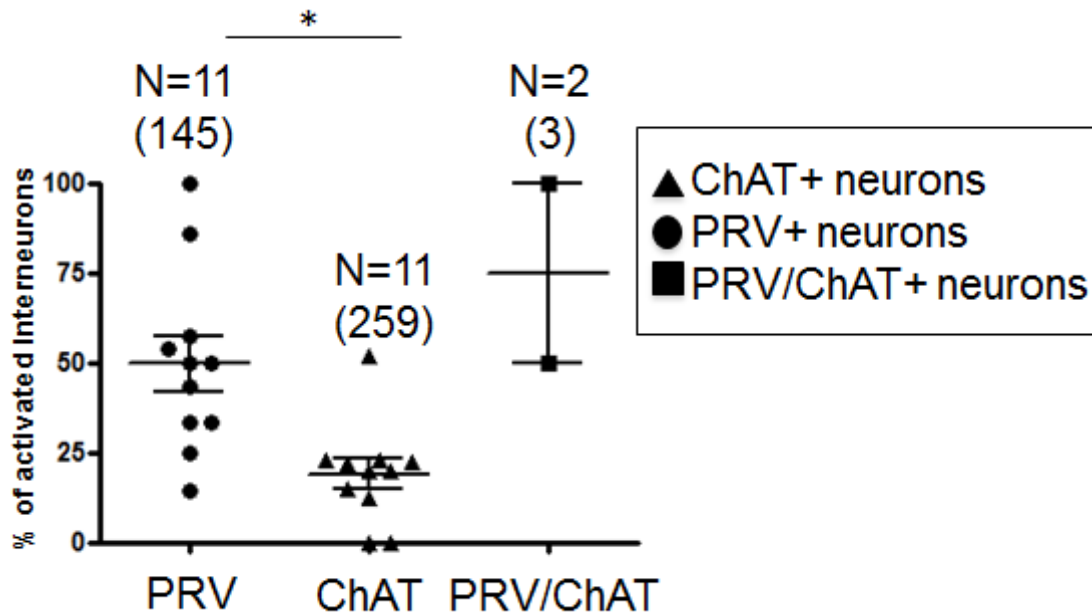 *
N=11
(145)
N=11
(259)
N=2
(3)
ChAT+ neurons
PRV+ neurons
PRV/ChAT+ neurons
% of activated Interneurons
100
75
50
25
0
PRV
ChAT
PRV/ChAT